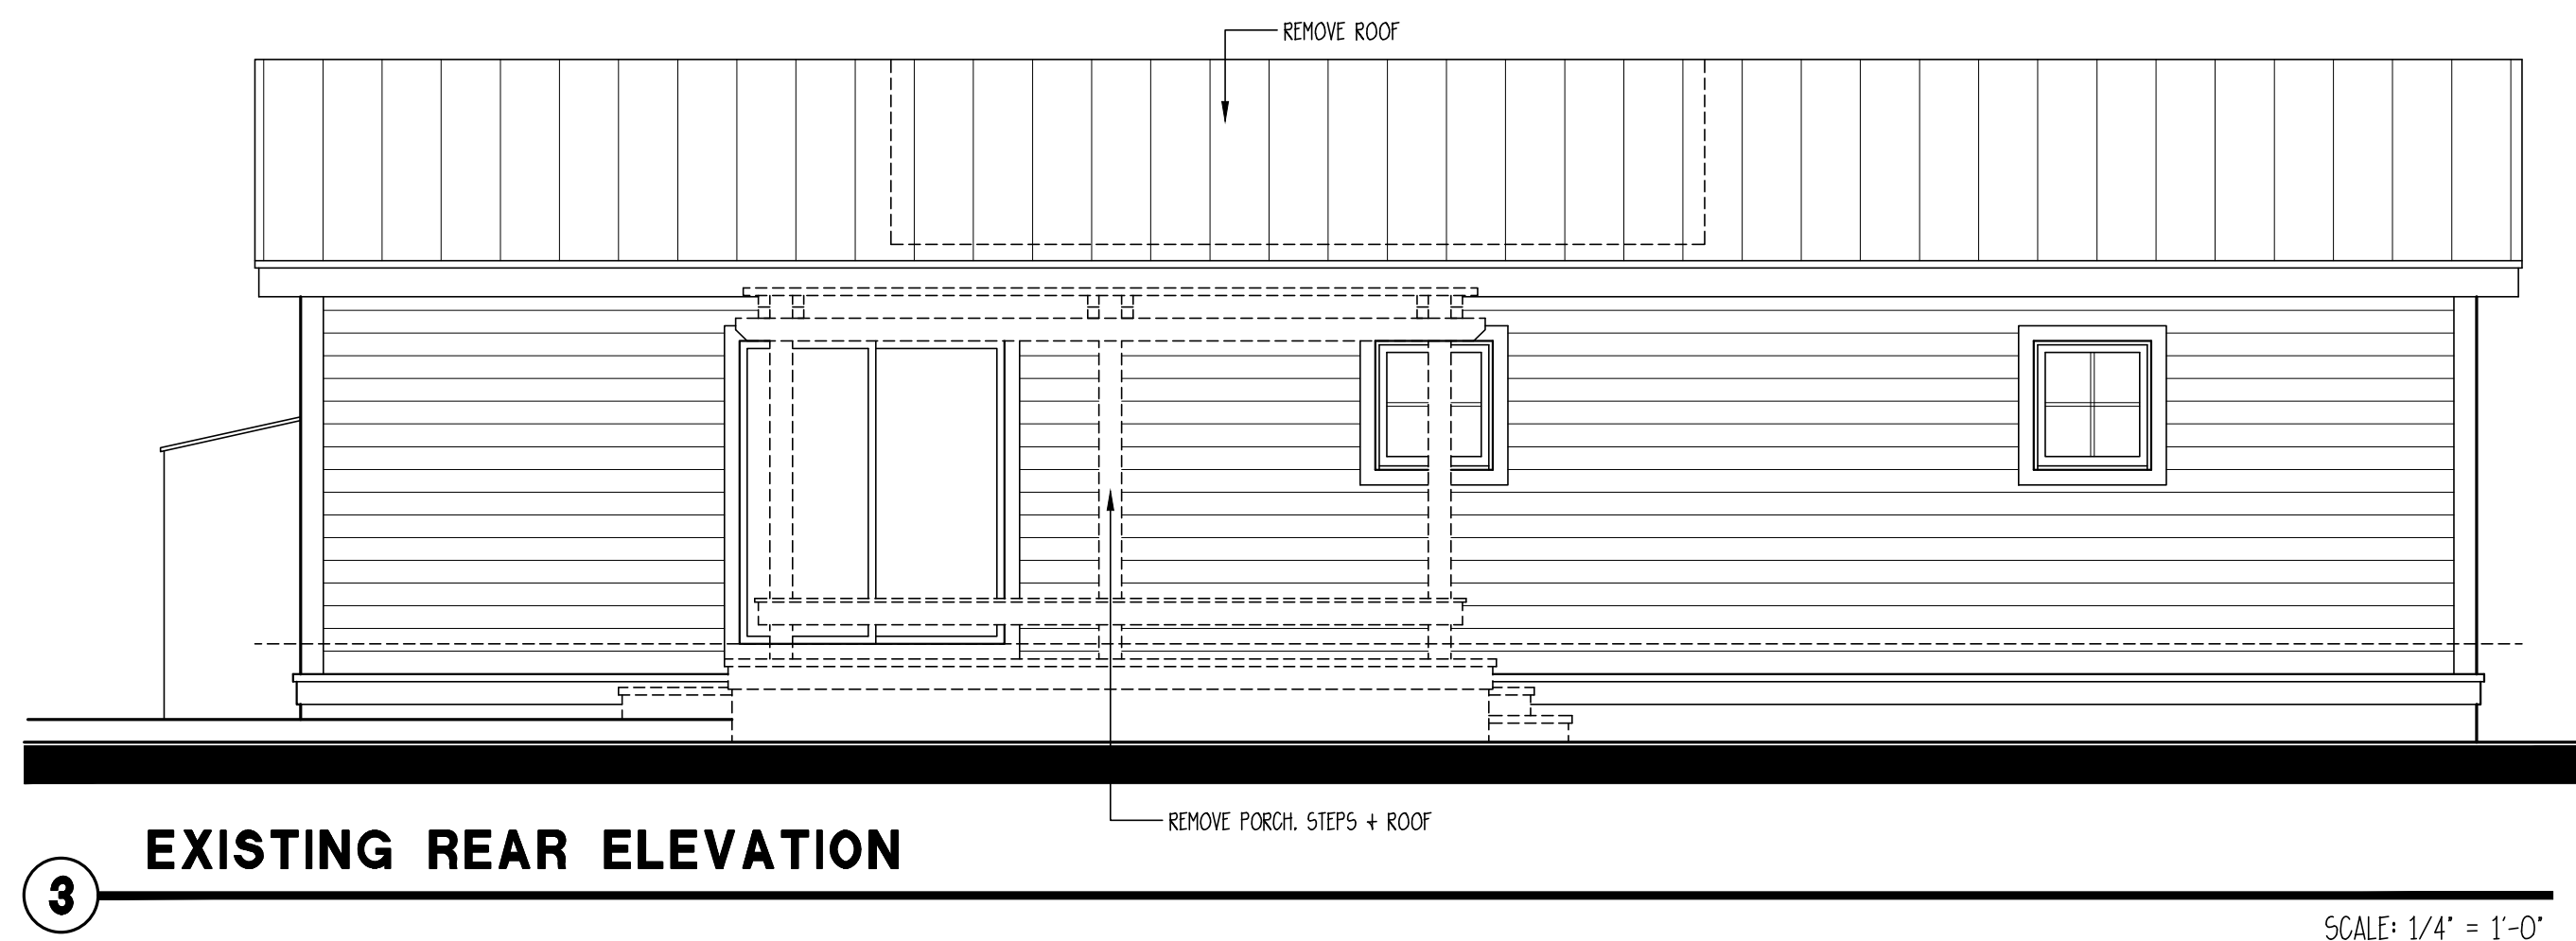 REMOVE ROOF
REMOVE PORCH. STEPS + ROOF
EXISTING REAR ELEVATION
3
SCALE: 1/4" = 1'-0"